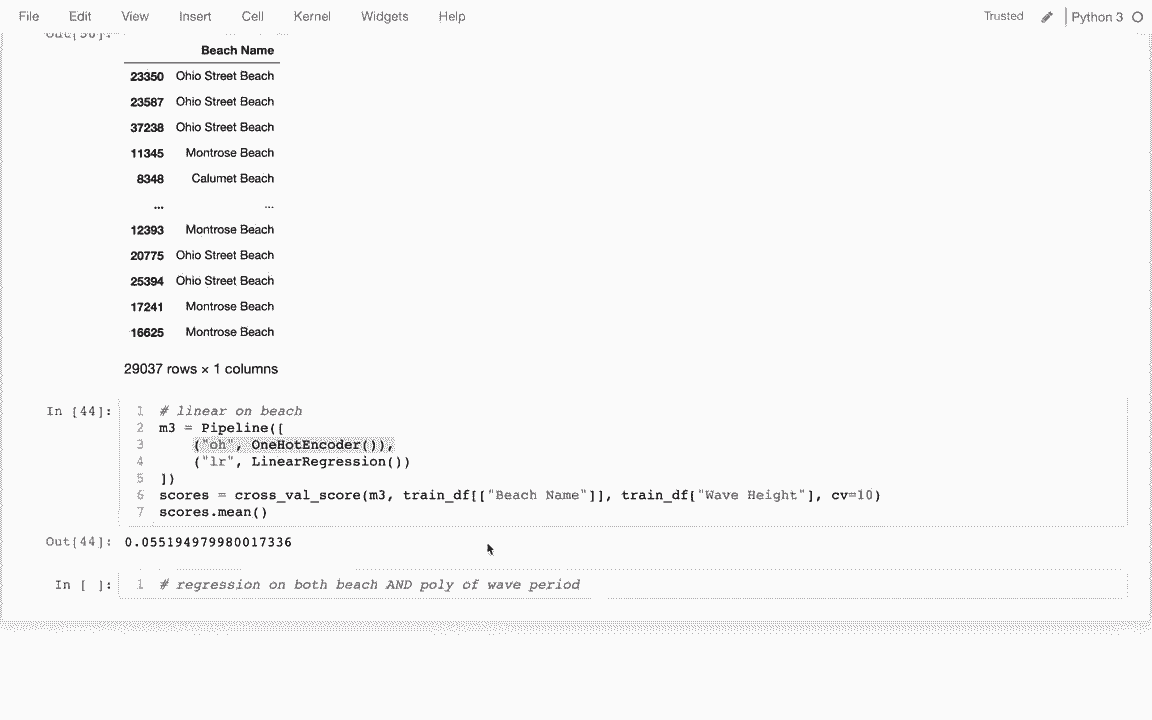 File Edit View Insert Cell Kernel Widgets Help Trusted Python 3
Beach Name
23350 Ohio Street Beach
23587 Ohio Street Beach
37238 Ohio Street Beach
11345 Montrose Beach
8348 Calumet Beach
... ...
12393 Montrose Beach
20775 Ohio Street Beach
25394 Ohio Street Beach
17241 Montrose Beach
16625 Montrose Beach
29037 rows × 1 columns
In [44]: 1 # linear on beach
2 m3 = Pipeline([
3 ("oh", OneHotEncoder()),
4 ("lr", LinearRegression())
5 ])
6 scores = cross_val_score(m3, train_df[["Beach Name"]], train_df["Wave Height"], cv=10)
7 scores.mean()
Out[44]: 0.055194979980017336
In [ ]: 1 # regression on both beach AND poly of wave period